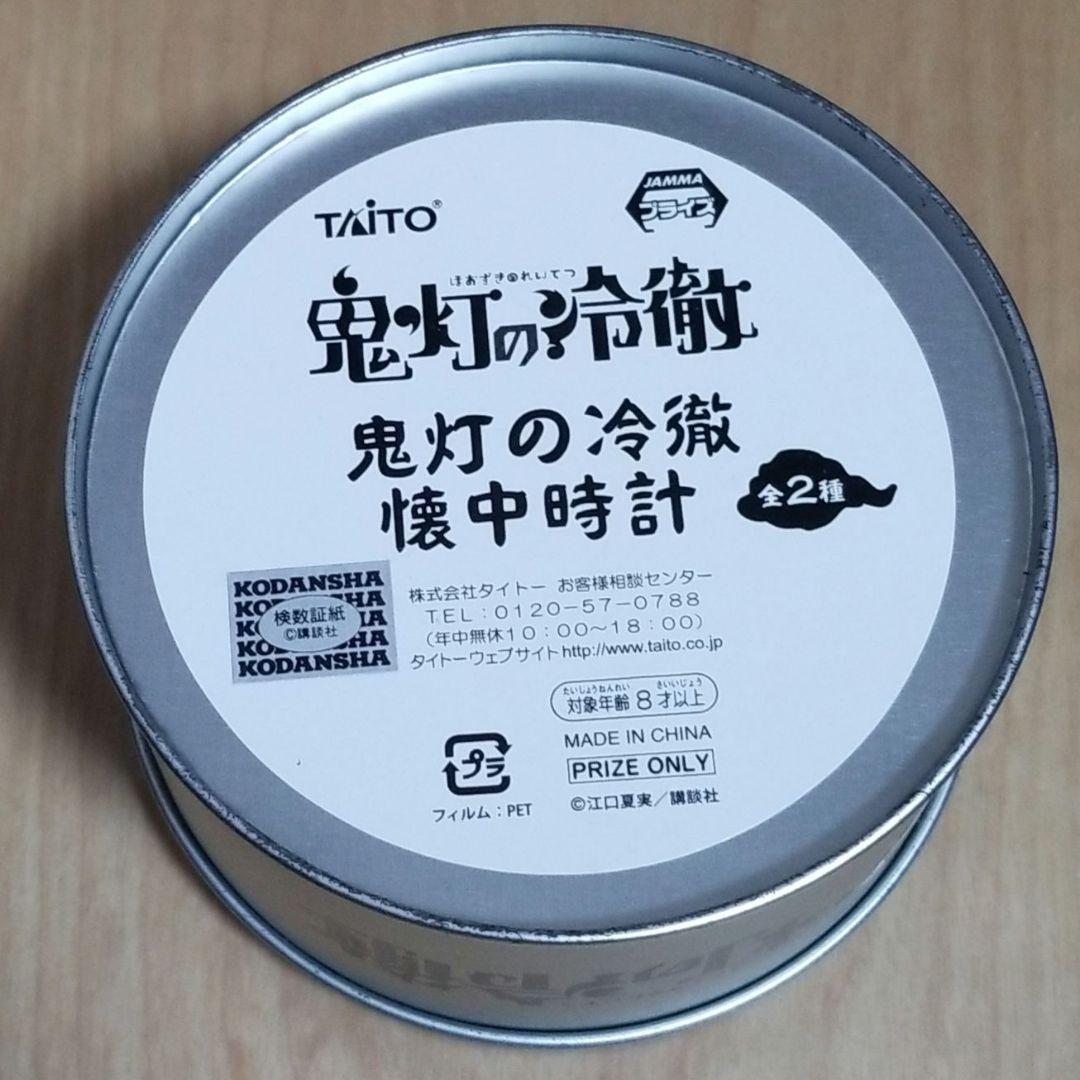 TAITO®
JAMMA
プライズ
ほおずきのれいてつ
鬼灯の冷徹
鬼灯の冷徹
懐中時計
全2種
KODANSHA
KODANSHA
KODANSHA
検数証紙
©講談社
株式会社タイトー お客様相談センター
TEL：0120-57-0788
（年中無休10：00～18：00）
タイトーウェブサイトhttp://www.taito.co.jp
たいしょうねんれい さいいじょう
対象年齢 8才以上
MADE IN CHINA
PRIZE ONLY
プラ
フィルム：PET
©江口夏実／講談社